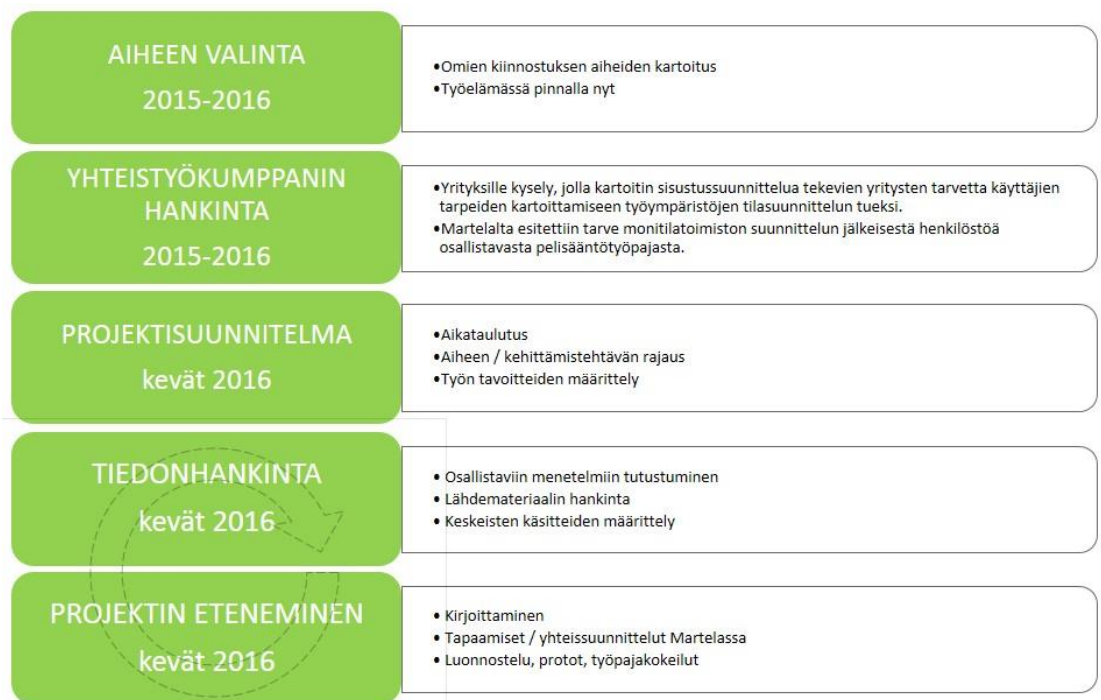 AIHEEN VALINTA
2015-2016
•Omien kiinnostuksen aiheiden kartoitus
•Työelämässä pinnalla nyt
YHTEISTYÖKUMPPANIN
HANKINTA
2015-2016
•Yrityksille kysely, jolla kartoitin sisustussuunnittelua tekevien yritysten tarvetta käyttäjien
tarpeiden kartoittamiseen työympäristöjen tilasuunnittelun tueksi.
•Martelalta esitettiin tarve monitilatoimiston suunnittelun jälkeisestä henkilöstöä
osallistavasta pelisääntötyöpajasta.
PROJEKTISUUNNITELMA
kevät 2016
•Aikataulutus
•Aiheen / kehittämistehtävän rajaus
•Työn tavoitteiden määrittely
TIEDONHANKINTA
kevät 2016
• Osallistaviin menetelmiin tutustuminen
• Lähdemateriaalin hankinta
• Keskeisten käsitteiden määrittely
PROJEKTIN ETENEMINEN
kevät 2016
• Kirjoittaminen
• Tapaamiset / yhteissuunnittelut Martelassa
• Luonnostelu, protot, työpajakokeilut